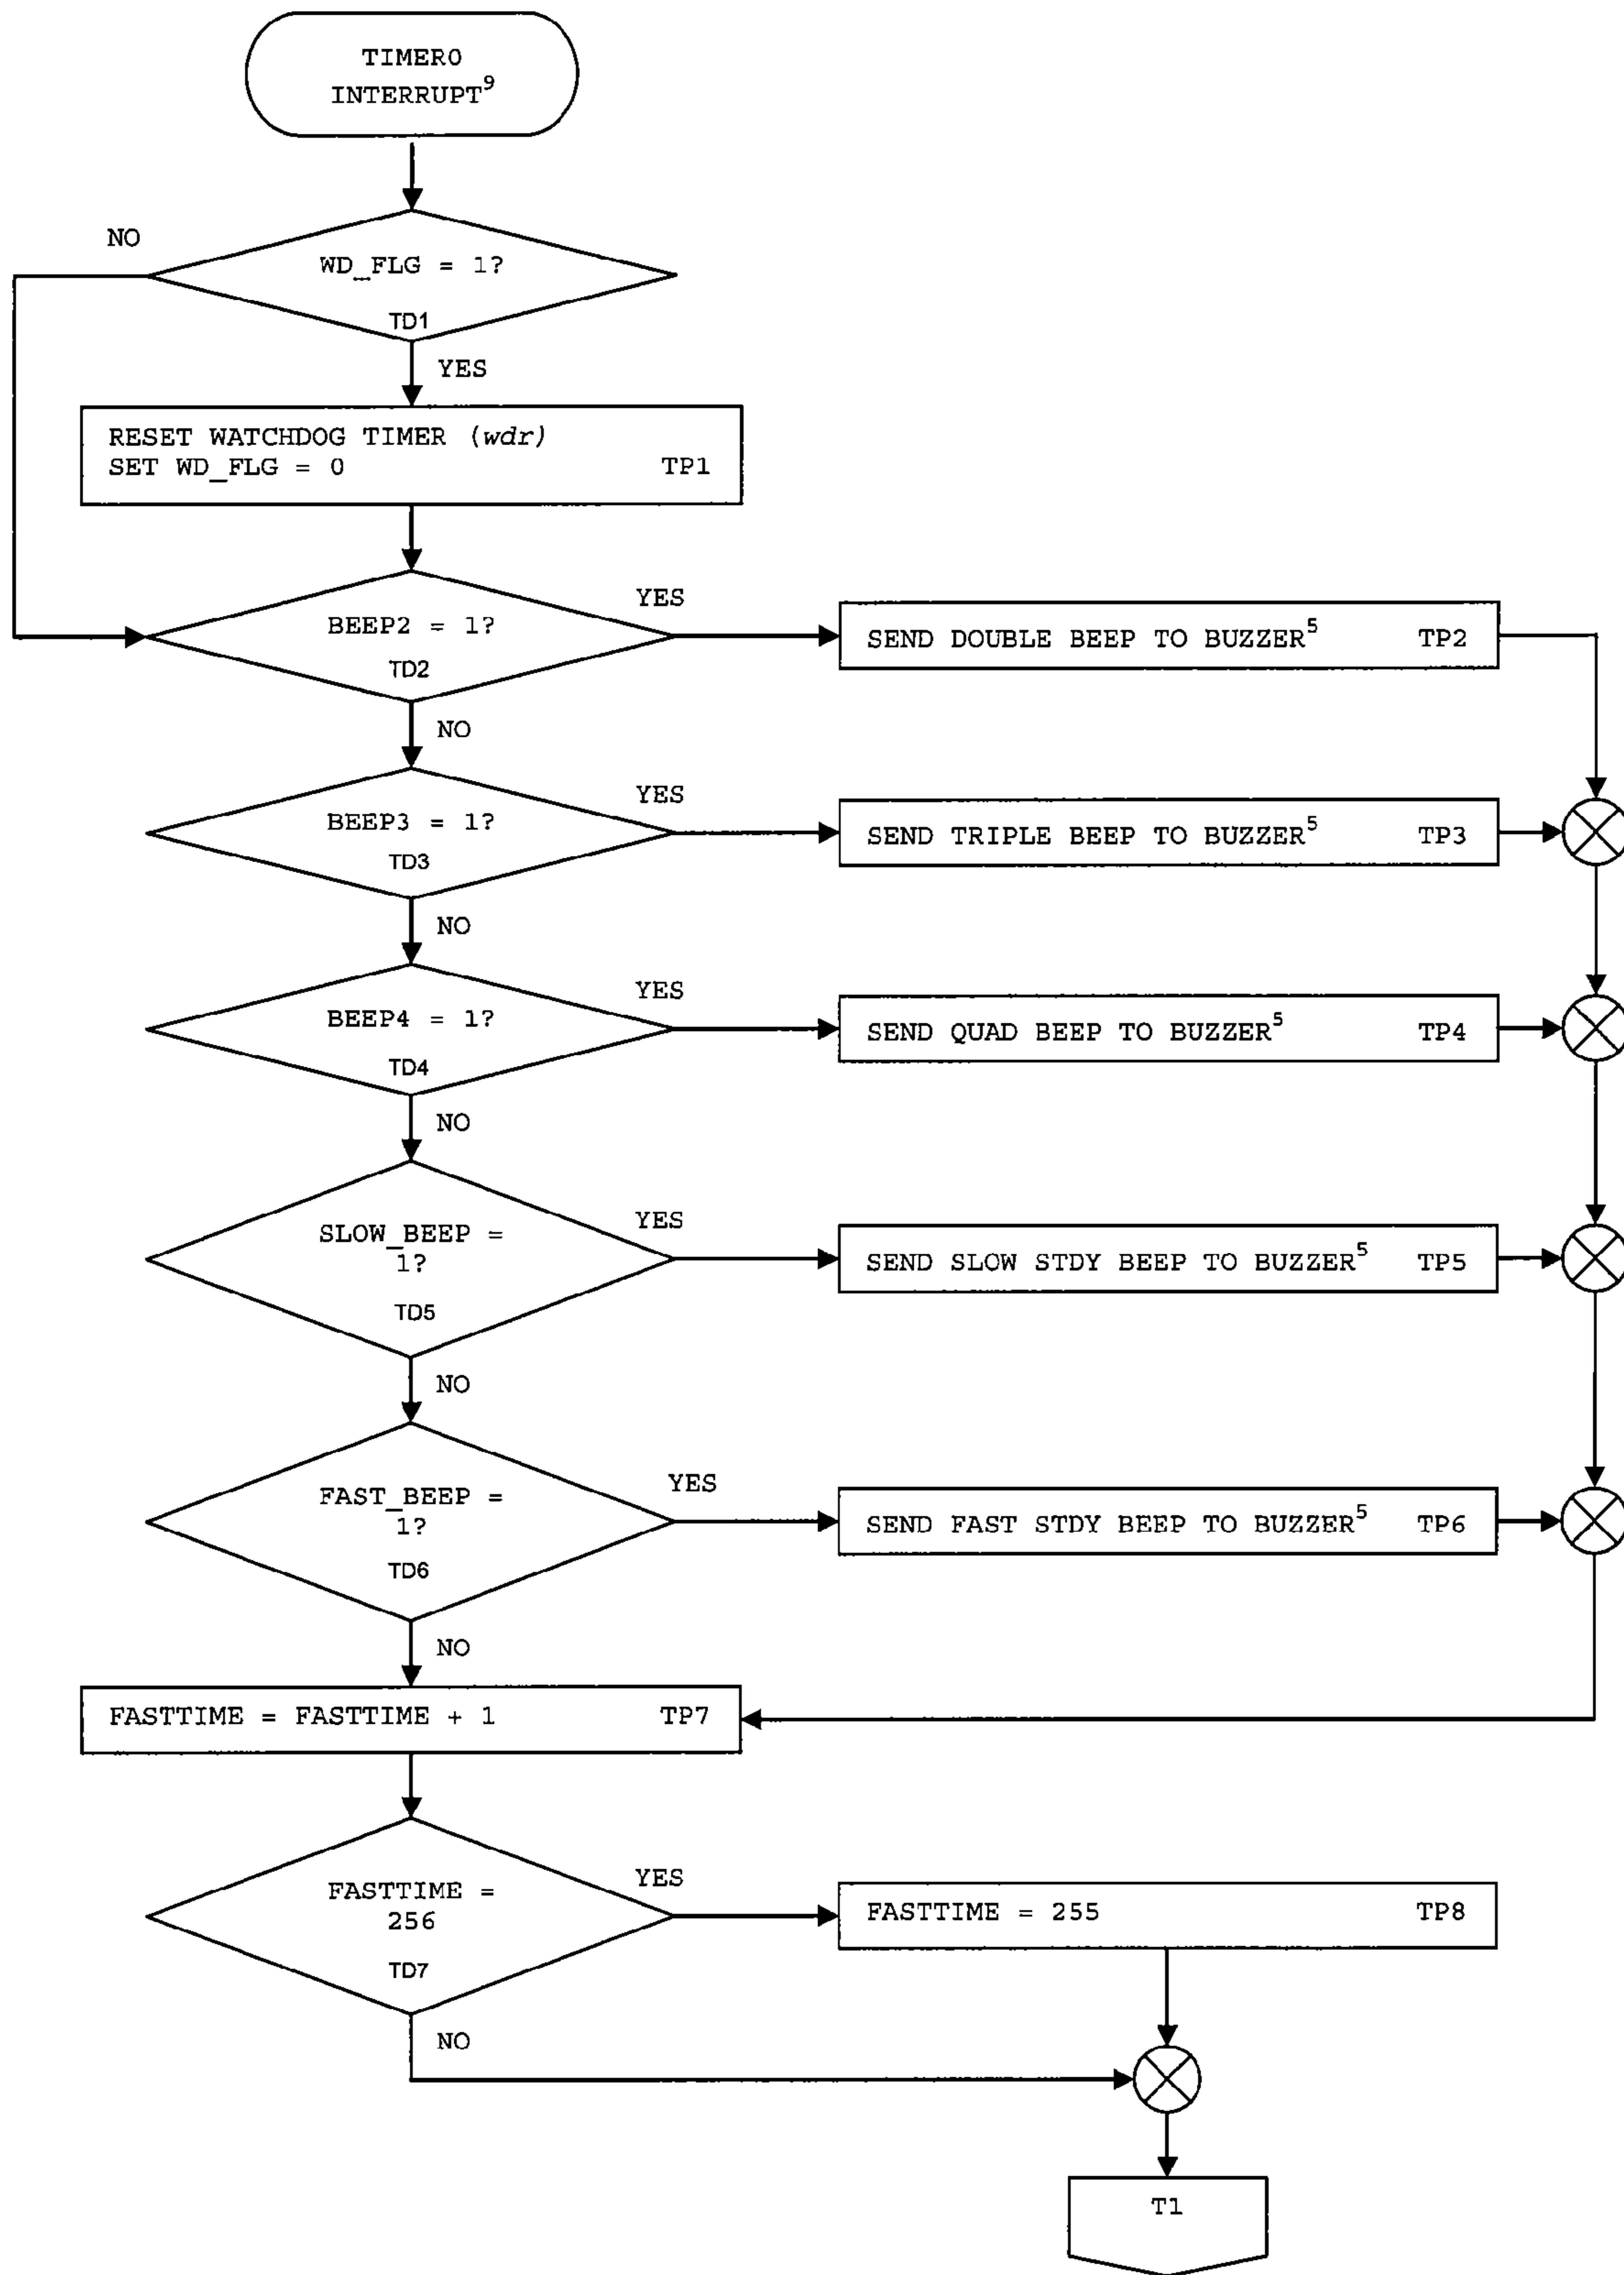 TIMER0
INTERRUPT⁹
NO
WD_FLG = 1?
TD1
YES
RESET WATCHDOG TIMER (wdr)
SET WD_FLG = 0 TP1
BEEP2 = 1?
TD2
YES
SEND DOUBLE BEEP TO BUZZER⁵ TP2
NO
BEEP3 = 1?
TD3
YES
SEND TRIPLE BEEP TO BUZZER⁵ TP3
NO
BEEP4 = 1?
TD4
YES
SEND QUAD BEEP TO BUZZER⁵ TP4
NO
SLOW_BEEP =
1?
TD5
YES
SEND SLOW STDY BEEP TO BUZZER⁵ TP5
NO
FAST_BEEP =
1?
TD6
YES
SEND FAST STDY BEEP TO BUZZER⁵ TP6
NO
FASTTIME = FASTTIME + 1 TP7
FASTTIME =
256
TD7
YES
FASTTIME = 255 TP8
NO
T1